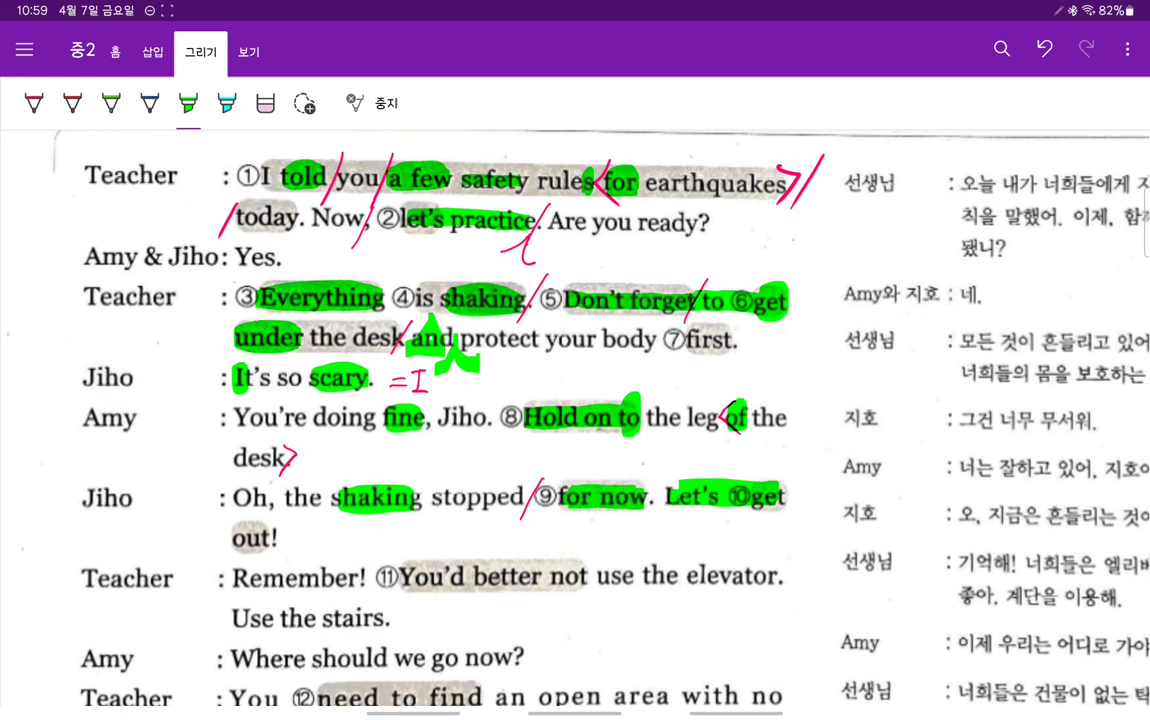 10:59 4월 7일 금요일 82%
중2 홈 삽입 그리기 보기
중지
Teacher : ①I told you a few safety rules for earthquakes
today. Now, ②let's practice. Are you ready?
Amy & Jiho: Yes.
Teacher : ③Everything ④is shaking. ⑤Don't forget to ⑥get
under the desk and protect your body ⑦first.
Jiho : It's so scary. = I
Amy : You're doing fine, Jiho. ⑧Hold on to the leg of the
desk.
Jiho : Oh, the shaking stopped ⑨for now. Let's ⑩get
out!
Teacher : Remember! ⑪You'd better not use the elevator.
Use the stairs.
Amy : Where should we go now?
Teacher : You ⑫need to find an open area with no
선생님 : 오늘 내가 너희들에게 지
칙을 말했어. 이제, 함께
됐니?
Amy와 지호 : 네.
선생님 : 모든 것이 흔들리고 있어
너희들의 몸을 보호하는
지호 : 그건 너무 무서워.
Amy : 너는 잘하고 있어, 지호야
지호 : 오, 지금은 흔들리는 것이
선생님 : 기억해! 너희들은 엘리베
좋아. 계단을 이용해.
Amy : 이제 우리는 어디로 가야
선생님 : 너희들은 건물이 없는 탁